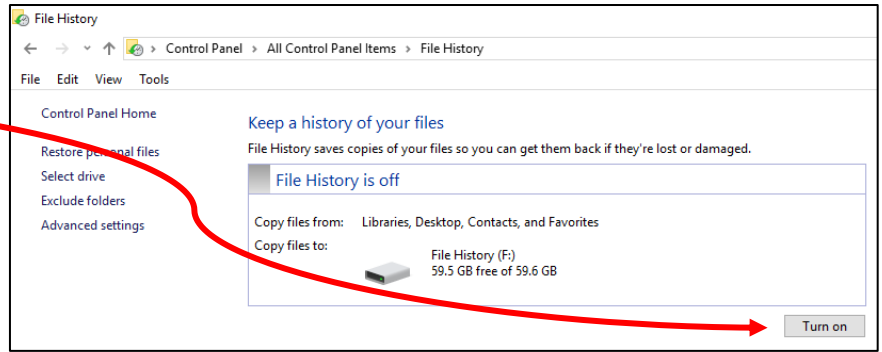 File History
Control Panel > All Control Panel Items > File History
File Edit View Tools
Control Panel Home
Restore personal files
Select drive
Exclude folders
Advanced settings
Keep a history of your files
File History saves copies of your files so you can get them back if they're lost or damaged.
File History is off
Copy files from: Libraries, Desktop, Contacts, and Favorites
Copy files to:
File History (F:)
59.5 GB free of 59.6 GB
Turn on